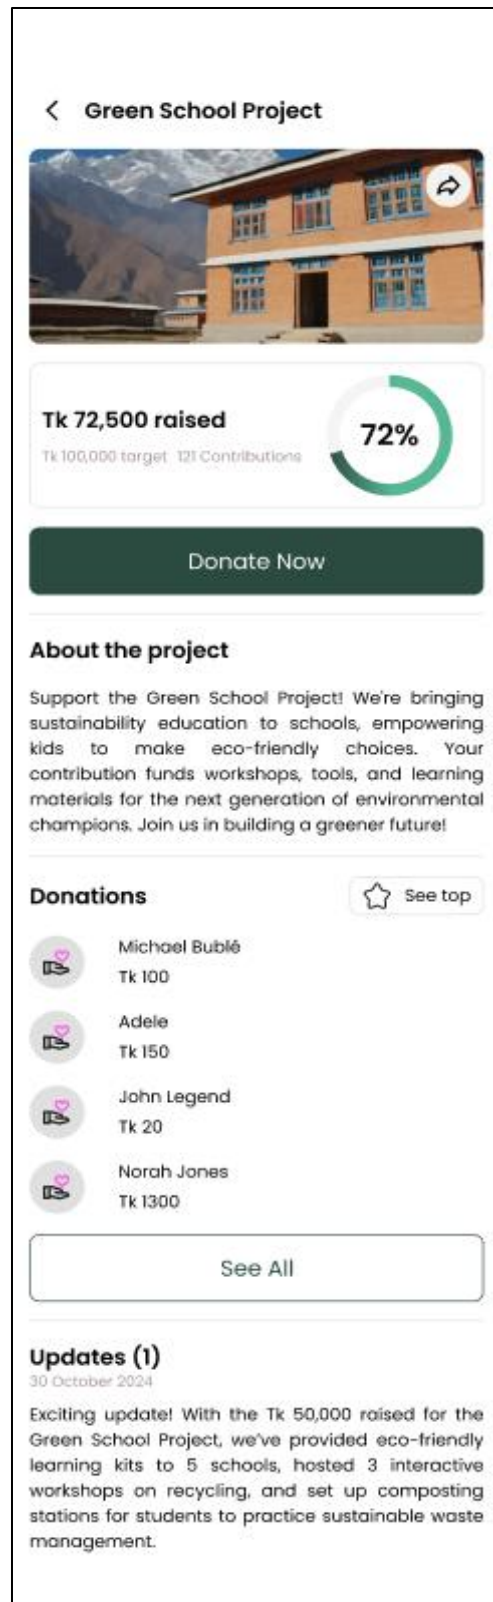 Green School Project
Tk 72,500 raised
72%
Tk 100,000 target 121 Contributions
Donate Now
About the project
Support the Green School Project! We're bringing
sustainability education to schools, empowering
kids to make eco-friendly choices. Your
contribution funds workshops, tools, and learning
materials for the next generation of environmental
champions. Join us in building a greener future!
Donations
See top
Michael Bublé
Tk 100
Adele
Tk 150
John Legend
Tk 20
Norah Jones
Tk 1300
See All
Updates (1)
30 October 2024
Exciting update! With the Tk 50,000 raised for the
Green School Project, we've provided eco-friendly
learning kits to 5 schools, hosted 3 interactive
workshops on recycling, and set up composting
stations for students to practice sustainable waste
management.